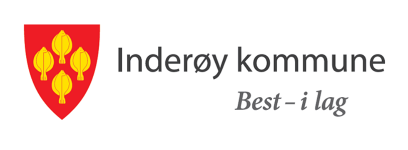 Inderøy kommune
Best – i lag